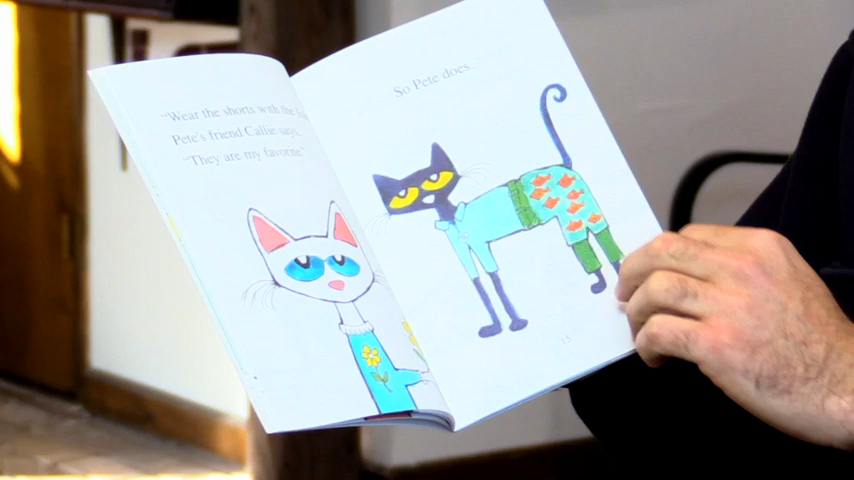 "Wear the shorts with the
Pete's friend Callie says.
"They are my favorite."
So Pete does.
15